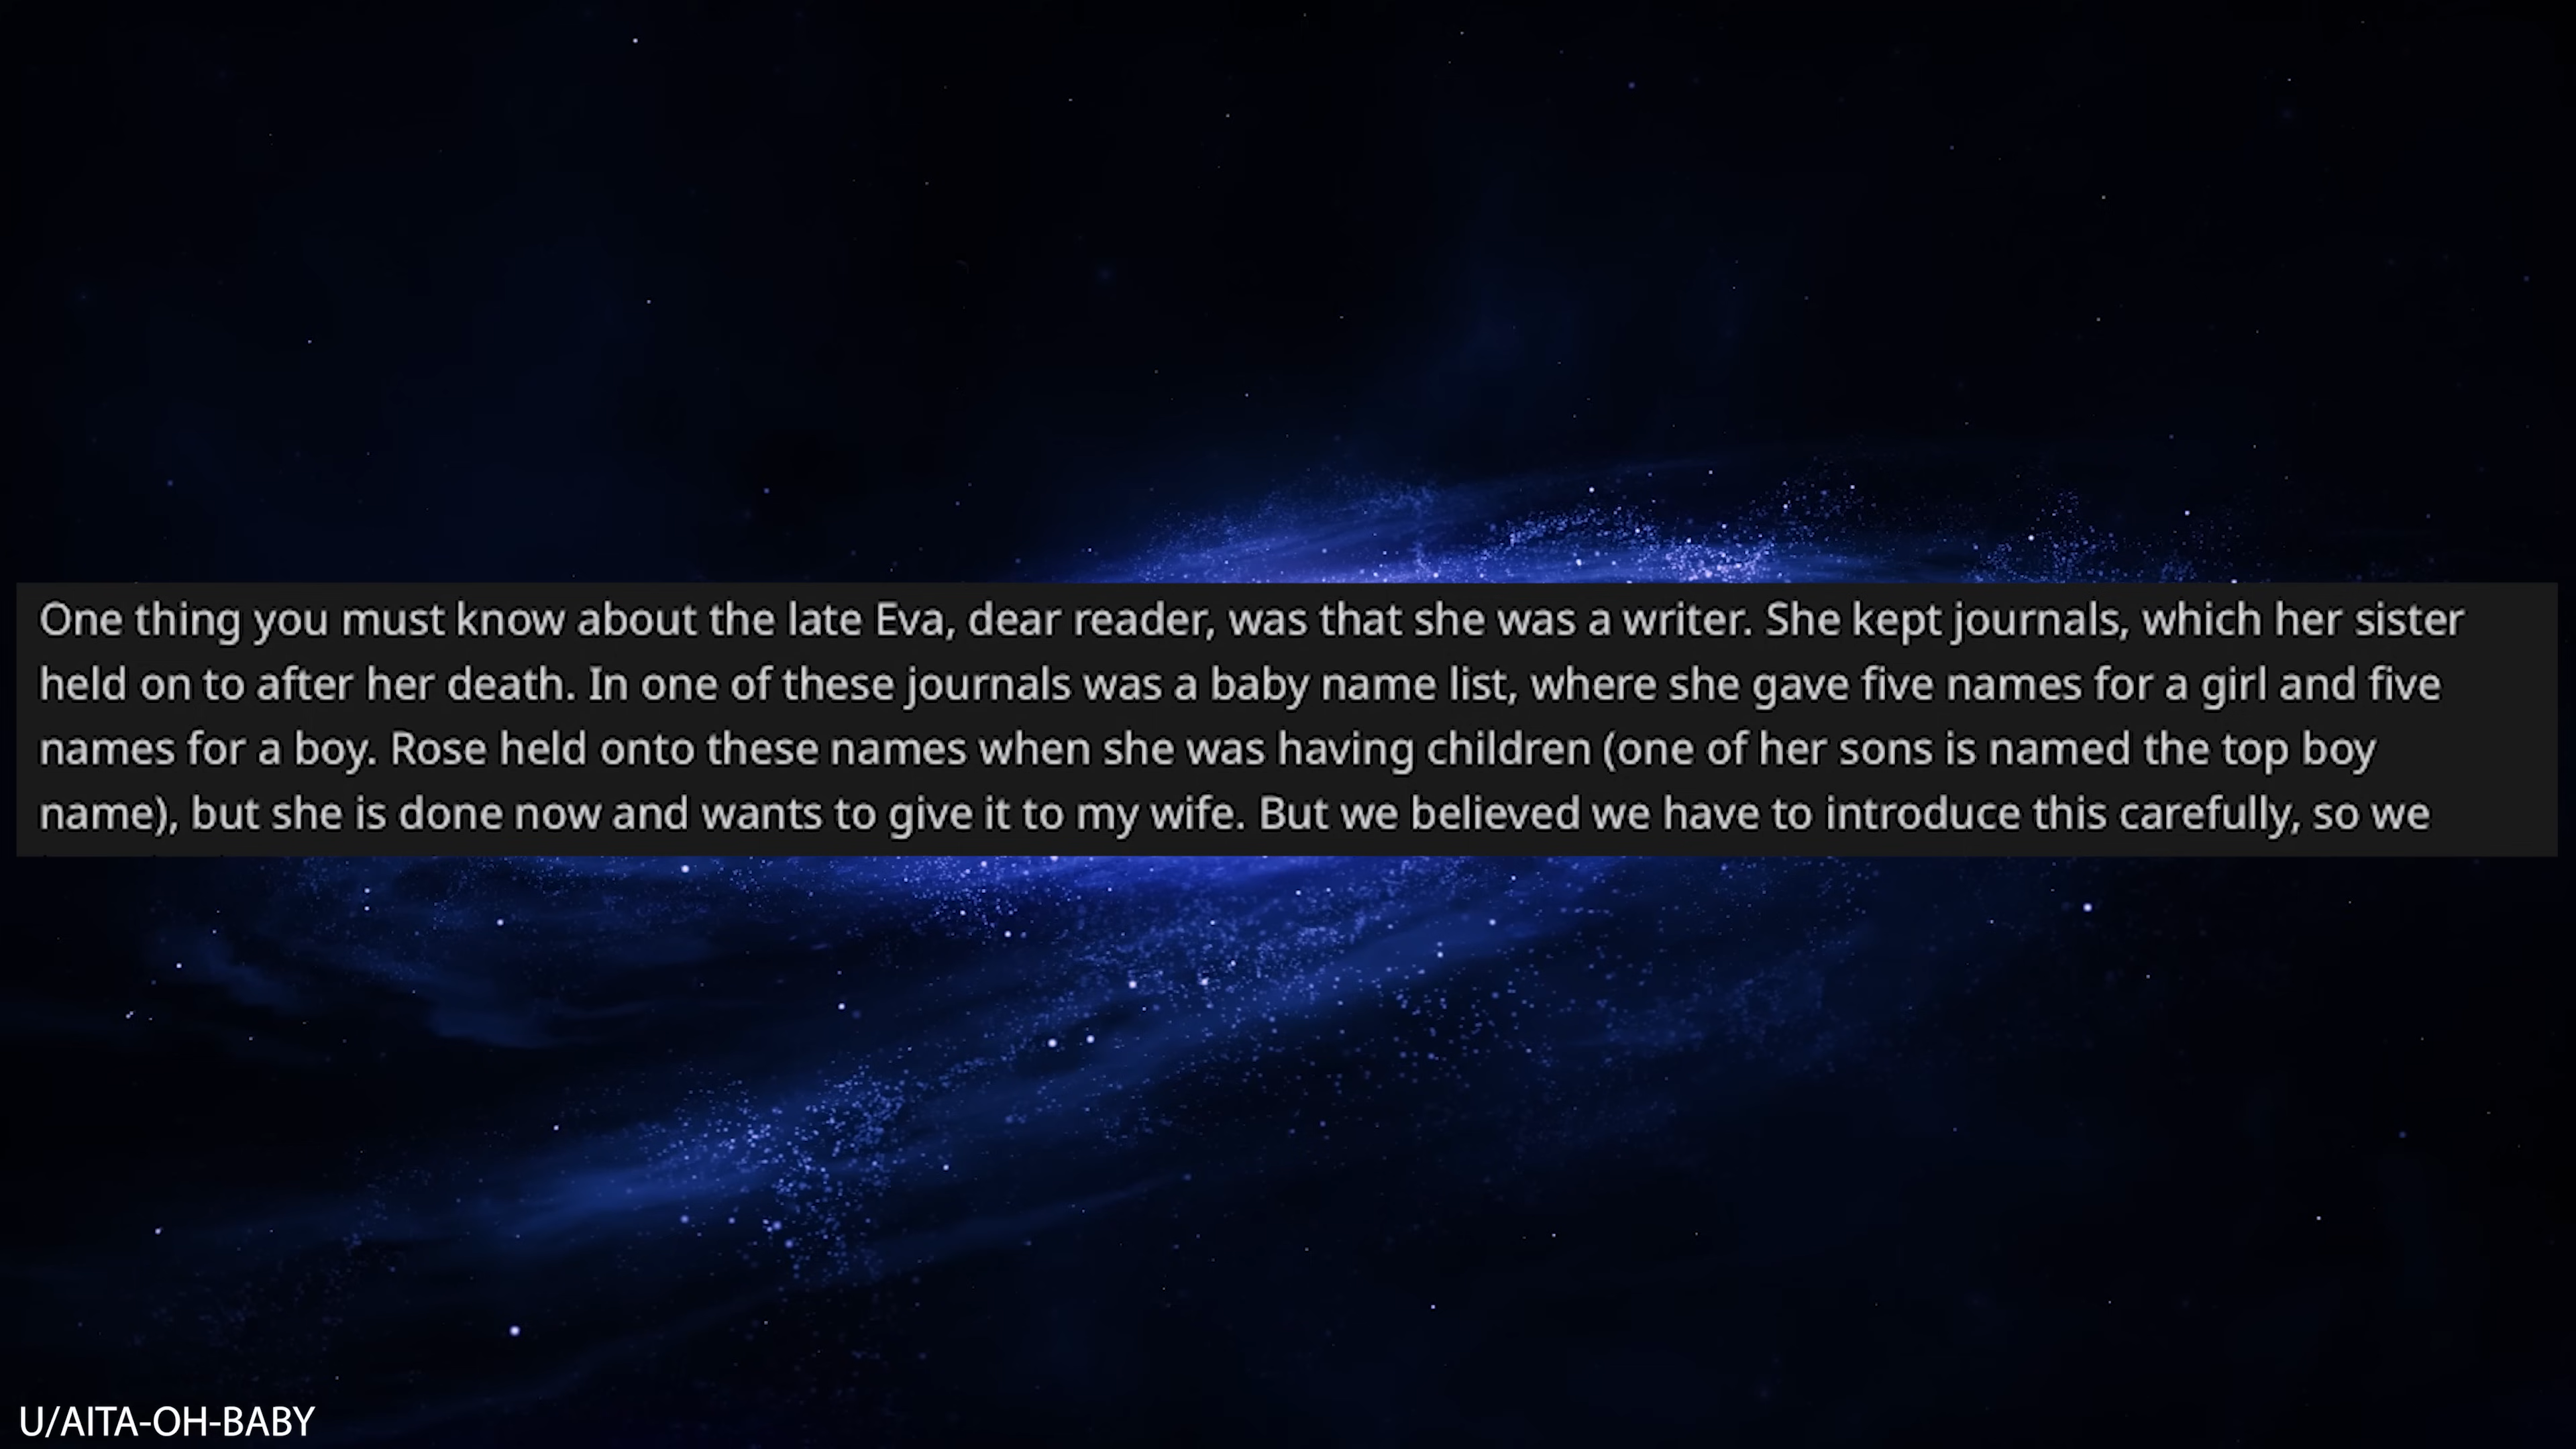 One thing you must know about the late Eva, dear reader, was that she was a writer. She kept journals, which her sister
held on to after her death. In one of these journals was a baby name list, where she gave five names for a girl and five
names for a boy. Rose held onto these names when she was having children (one of her sons is named the top boy
name), but she is done now and wants to give it to my wife. But we believed we have to introduce this carefully, so we
U/AITA-OH-BABY